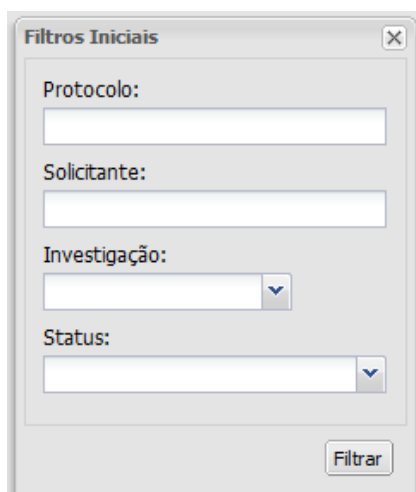 Filtros Iniciais
Protocolo:
Solicitante:
Investigação:
Status:
Filtrar